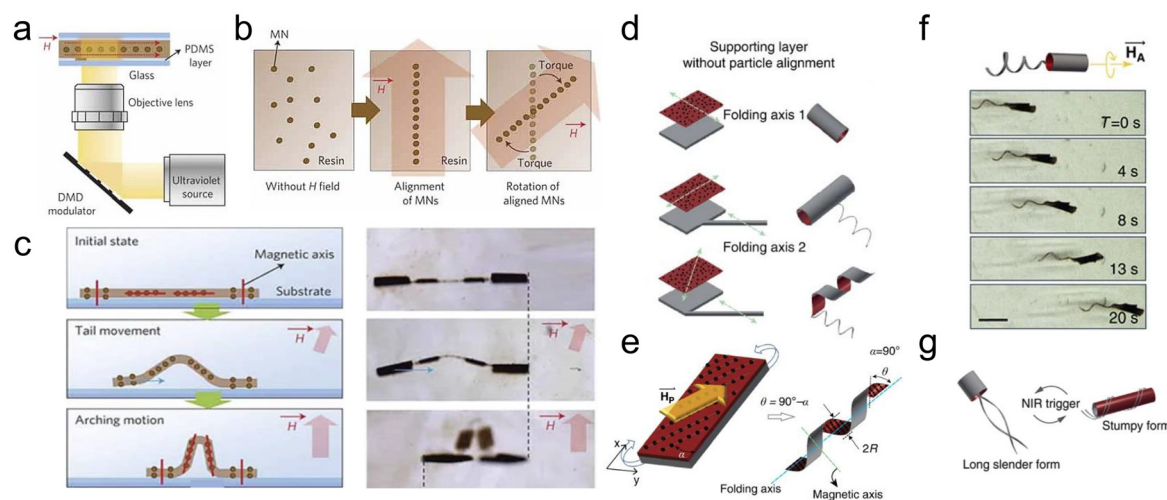 a
H
PDMS
layer
Glass
Objective lens
DMD
modulator
Ultraviolet
source
b
MN
H
Torque
H
Resin
Resin
Torque
Without H field
Alignment
of MNs
Rotation of
aligned MNs
c
Initial state
Magnetic axis
Substrate
Tail movement
H
Arching motion
H
H
H
d
Supporting layer
without particle alignment
Folding axis 1
Folding axis 2
e
H_P
α
x
y
θ = 90°-α
α=90°
θ
2R
Folding axis
Magnetic axis
f
H_A
T=0 s
4 s
8 s
13 s
20 s
g
NIR trigger
Long slender form
Stumpy form